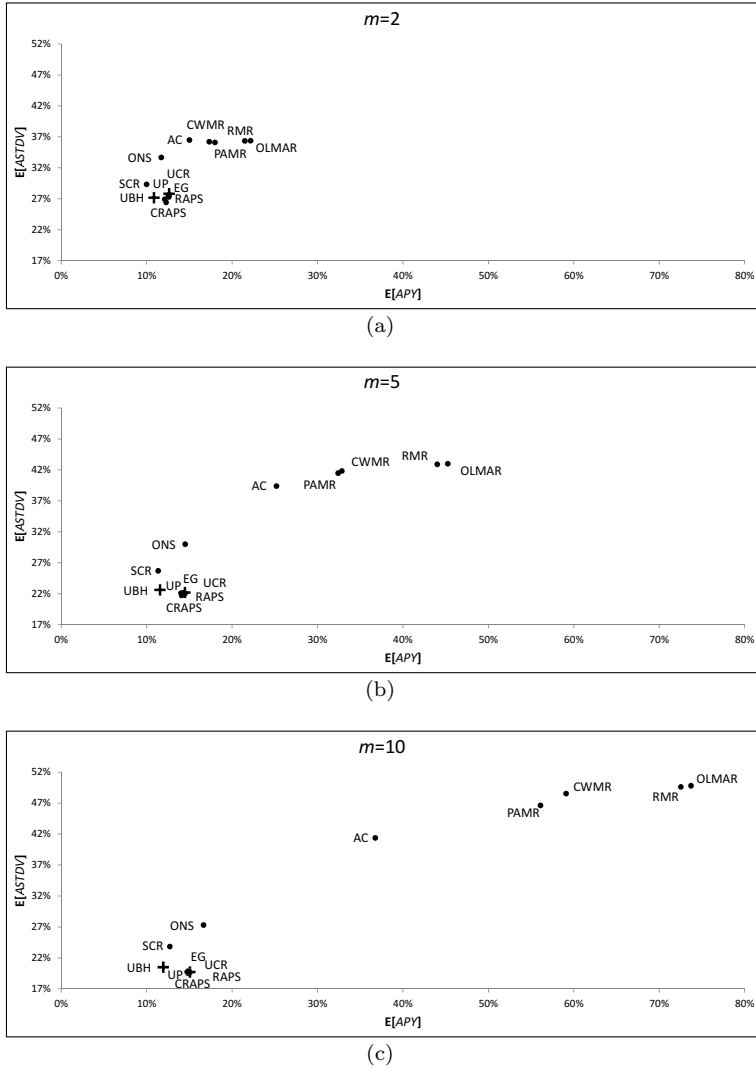 m=2
52%
47%
42%
37%
32%
27%
22%
17%
E[ASTDV]
CWMR
RMR
AC
PAMR
OLMAR
ONS
UCR
SCR
UP
EG
UBH
RAPS
CRAPS
0% 10% 20% 30% 40% 50% 60% 70% 80%
E[APY]
(a)
m=5
52%
47%
42%
37%
32%
27%
22%
17%
E[ASTDV]
CWMR
RMR
OLMAR
AC
PAMR
ONS
SCR
UBH
UP
EG
UCR
RAPS
CRAPS
0% 10% 20% 30% 40% 50% 60% 70% 80%
E[APY]
(b)
m=10
52%
47%
42%
37%
32%
27%
22%
17%
E[ASTDV]
OLMAR
CWMR
RMR
PAMR
AC
ONS
SCR
EG
UBH
UCR
UP
RAPS
CRAPS
0% 10% 20% 30% 40% 50% 60% 70% 80%
E[APY]
(c)